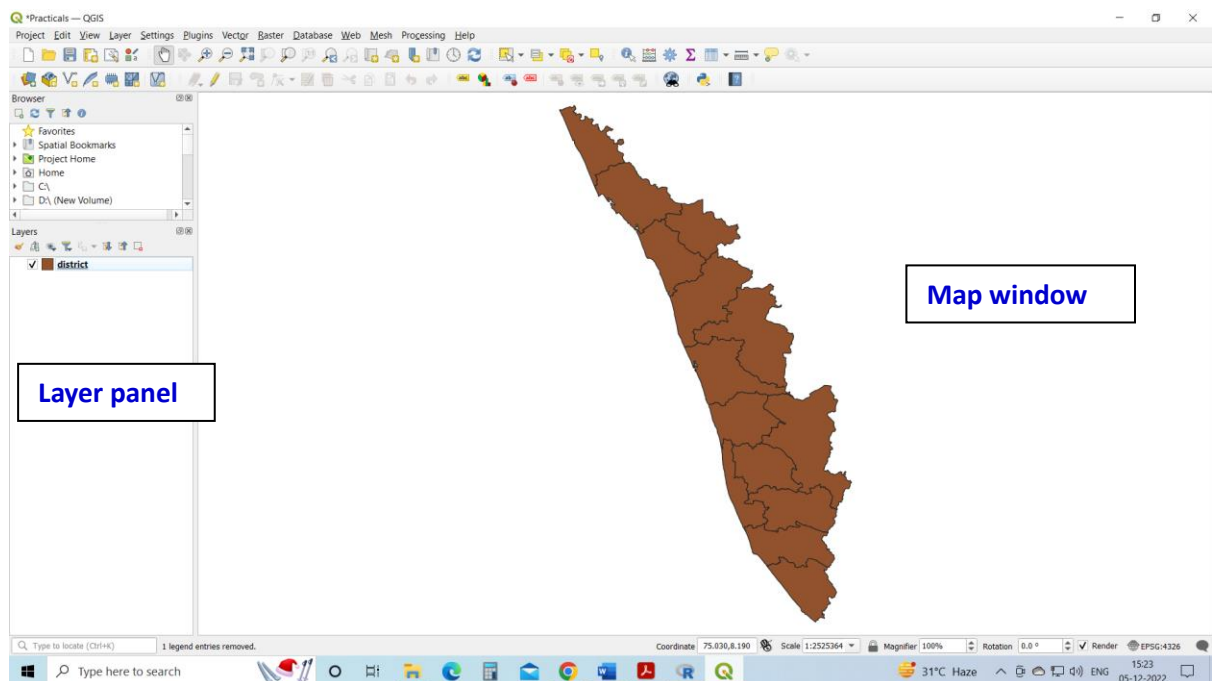 *Practicals — QGIS
Project Edit View Layer Settings Plugins Vector Raster Database Web Mesh Processing Help
Browser
Favorites
Spatial Bookmarks
Project Home
Home
C:\
D:\ (New Volume)
Layers
district
Layer panel
Map window
Type to locate (Ctrl+K) 1 legend entries removed. Coordinate 75.030,8.190 Scale 1:2525364 Magnifier 100% Rotation 0.0 ° Render EPSG:4326
Type here to search 31°C Haze ENG 15:23
05-12-2022